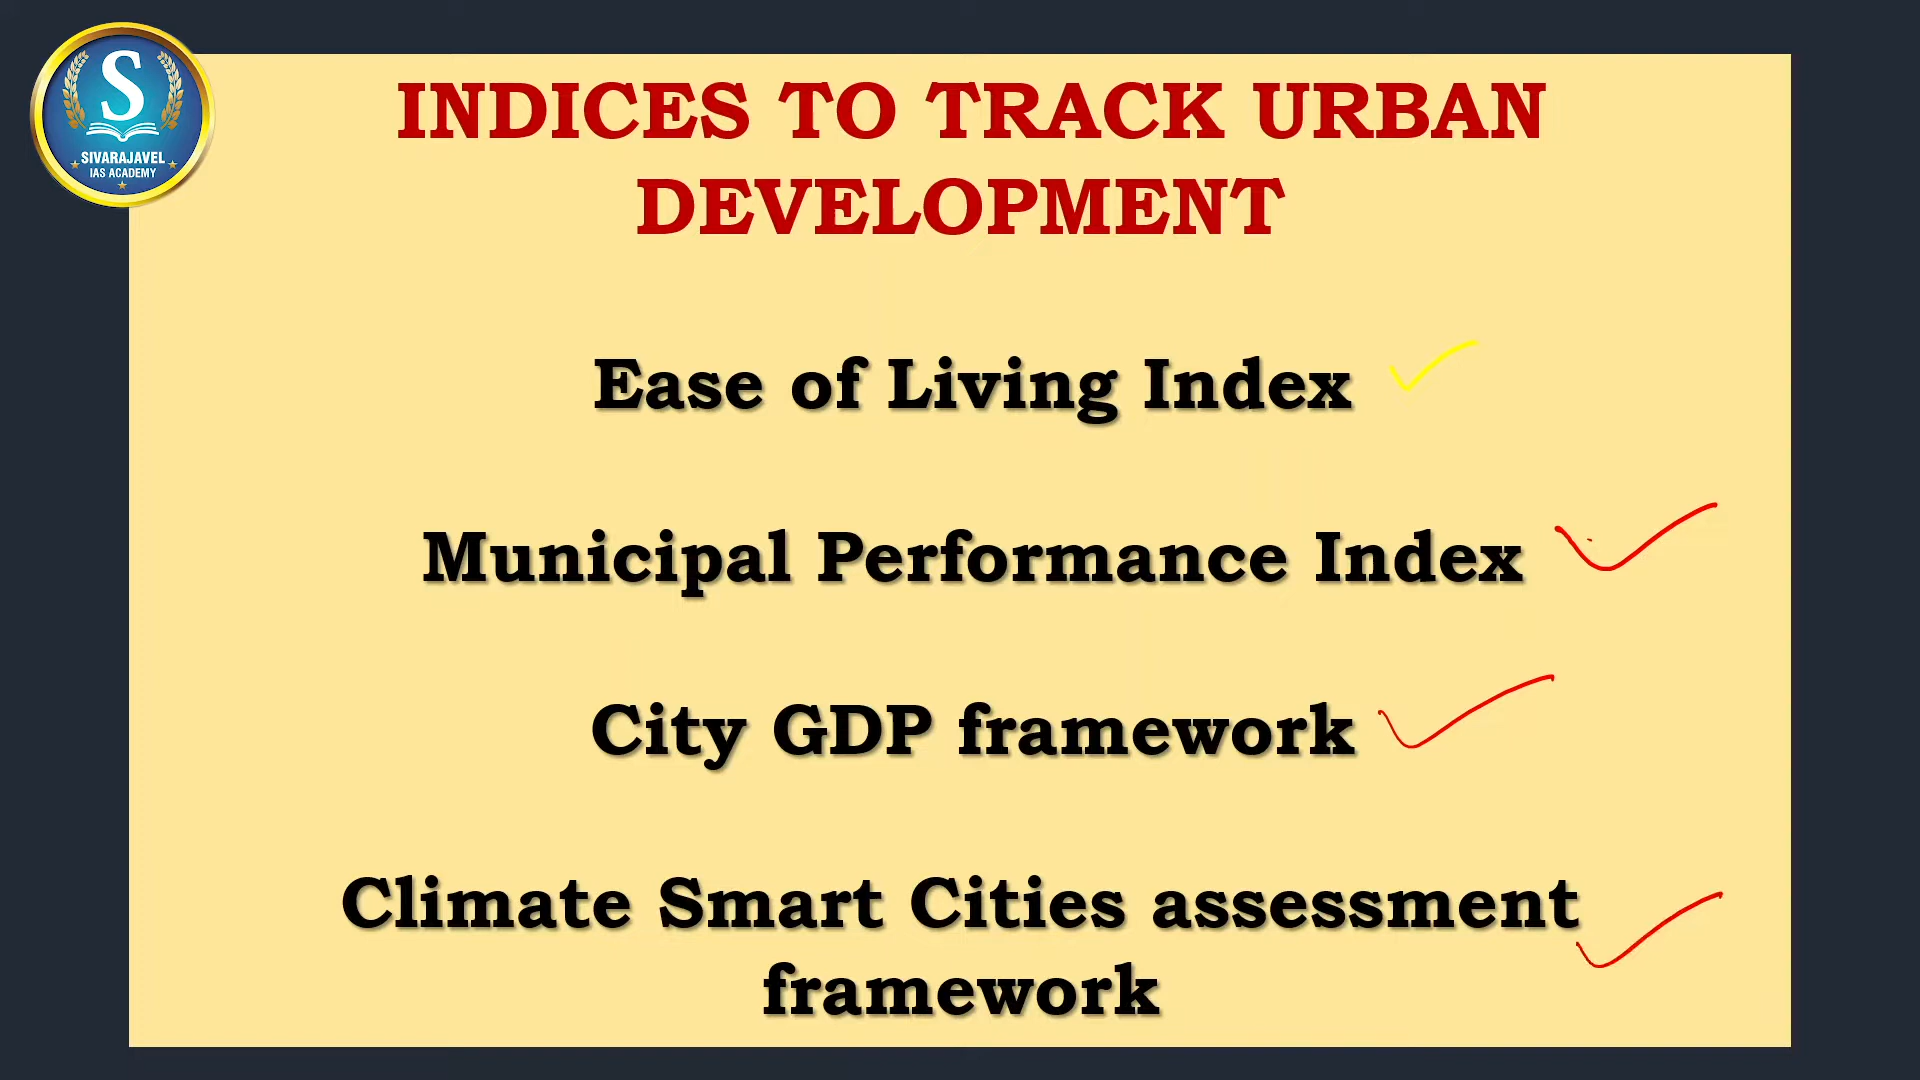 S
SIVARAJAVEL
IAS ACADEMY
INDICES TO TRACK URBAN
DEVELOPMENT
Ease of Living Index
Municipal Performance Index
City GDP framework
Climate Smart Cities assessment
framework